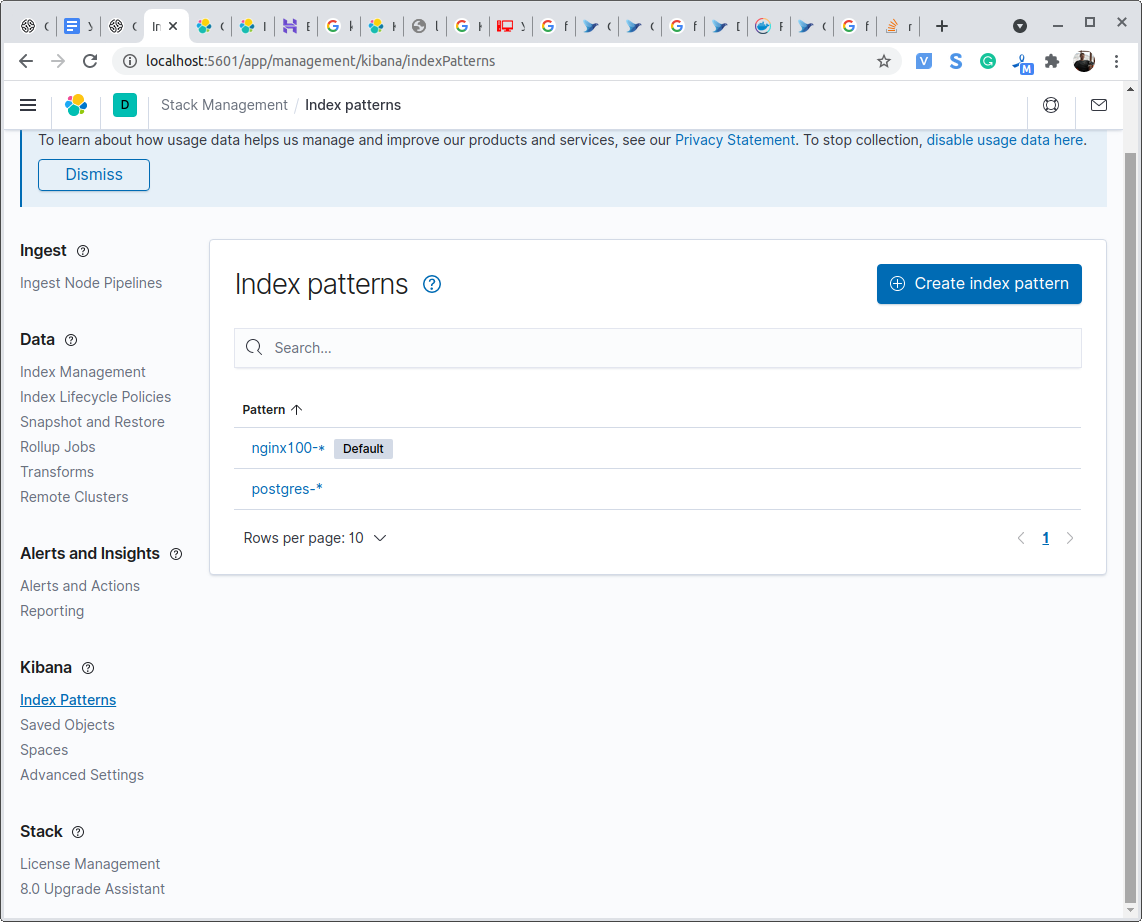 In
localhost:5601/app/management/kibana/indexPatterns
D
Stack Management / Index patterns
To learn about how usage data helps us manage and improve our products and services, see our Privacy Statement. To stop collection, disable usage data here.
Dismiss
Ingest
Ingest Node Pipelines
Data
Index Management
Index Lifecycle Policies
Snapshot and Restore
Rollup Jobs
Transforms
Remote Clusters
Alerts and Insights
Alerts and Actions
Reporting
Kibana
Index Patterns
Saved Objects
Spaces
Advanced Settings
Stack
License Management
8.0 Upgrade Assistant
Index patterns
Create index pattern
Search...
Pattern
nginx100-* Default
postgres-*
Rows per page: 10
1